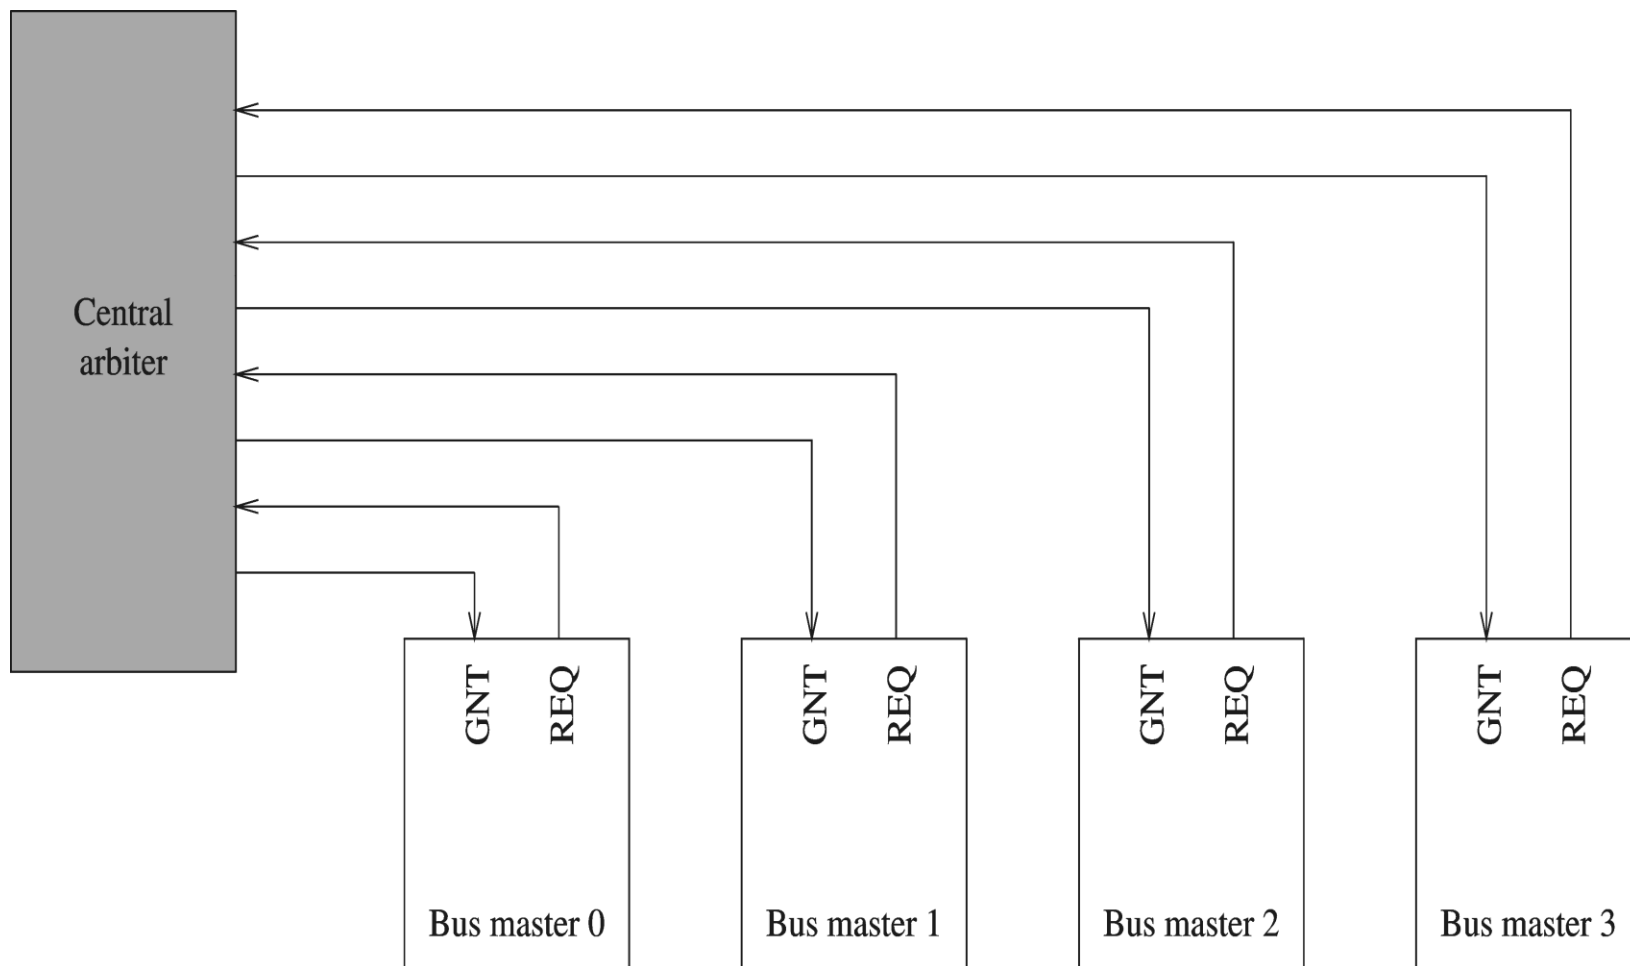 Central
arbiter
GNT
REQ
GNT
REQ
GNT
REQ
GNT
REQ
Bus master 0
Bus master 1
Bus master 2
Bus master 3